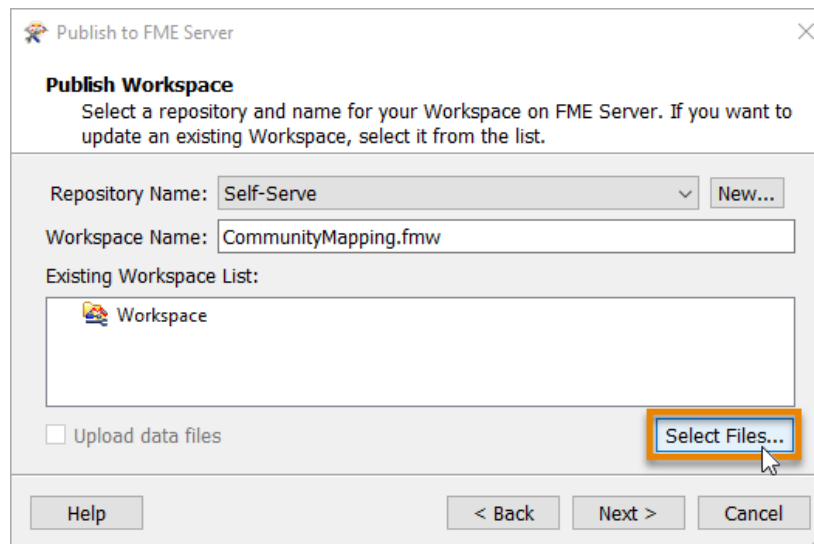 Publish to FME Server
Publish Workspace
Select a repository and name for your Workspace on FME Server. If you want to
update an existing Workspace, select it from the list.
Repository Name: Self-Serve New...
Workspace Name: CommunityMapping.fmw
Existing Workspace List:
Workspace
Upload data files Select Files...
Help < Back Next > Cancel